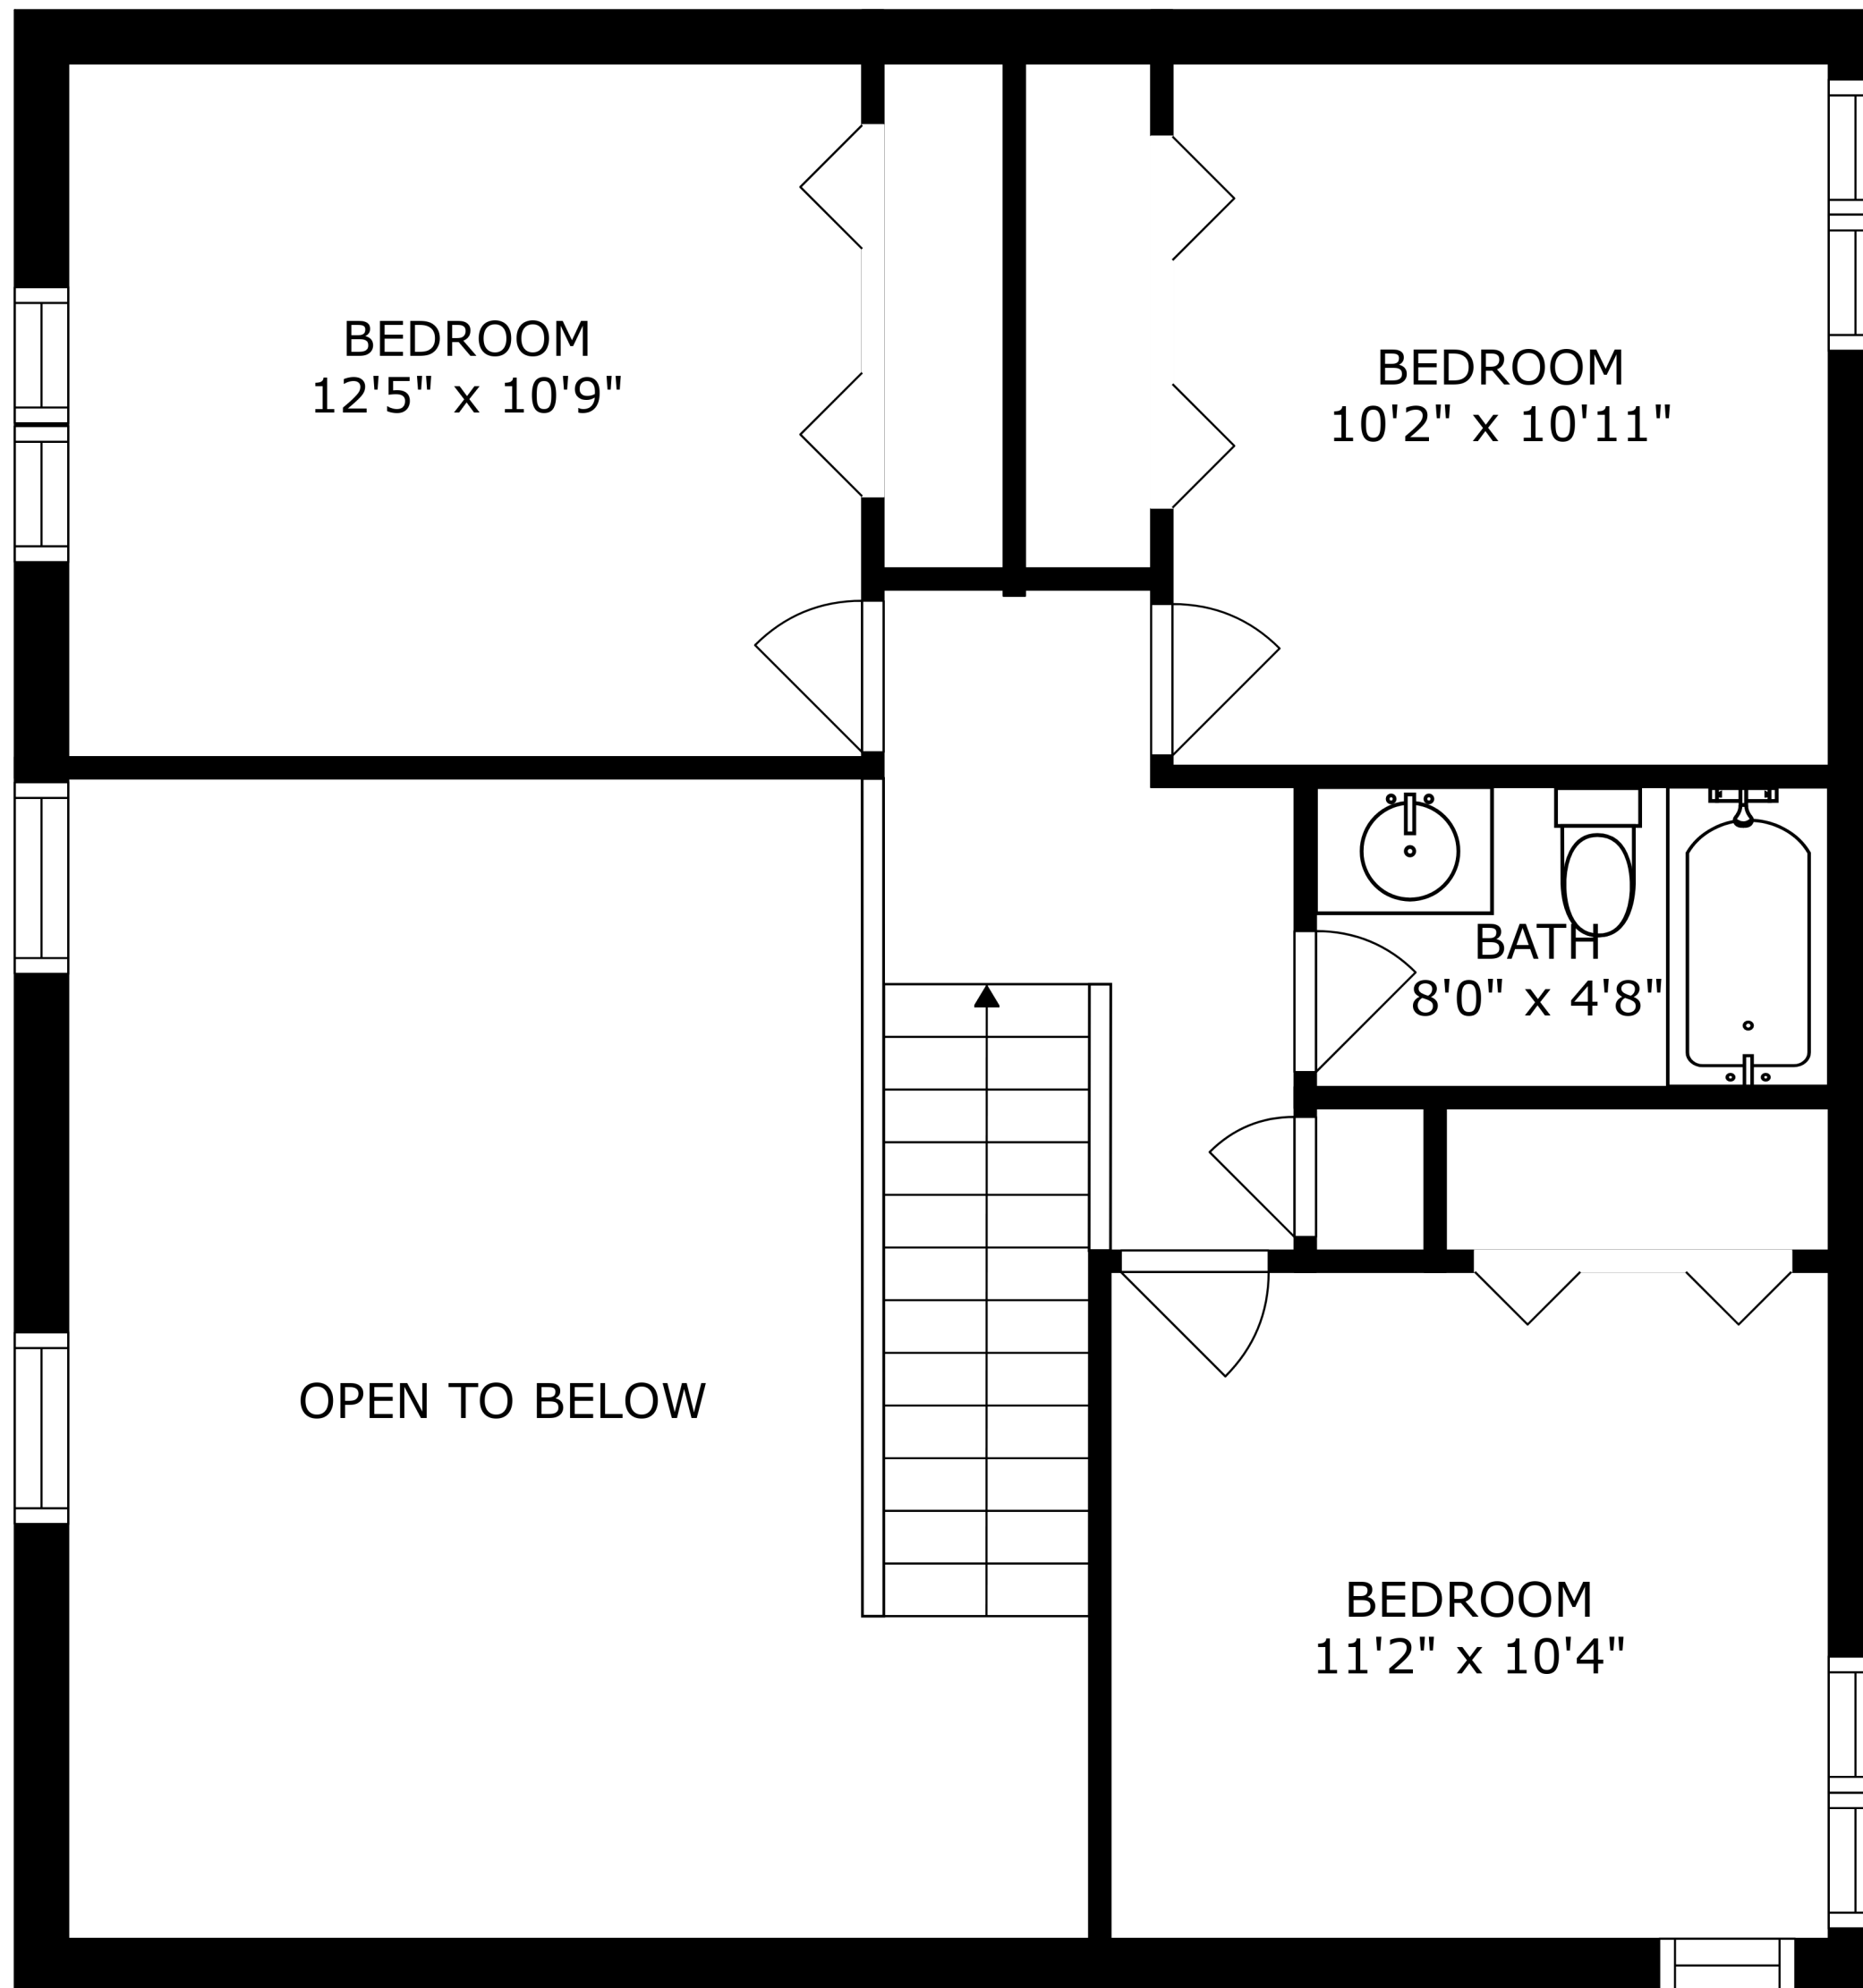 BEDROOM
12'5" x 10'9"
BEDROOM
10'2" x 10'11"
BATH
8'0" x 4'8"
OPEN TO BELOW
BEDROOM
11'2" x 10'4"